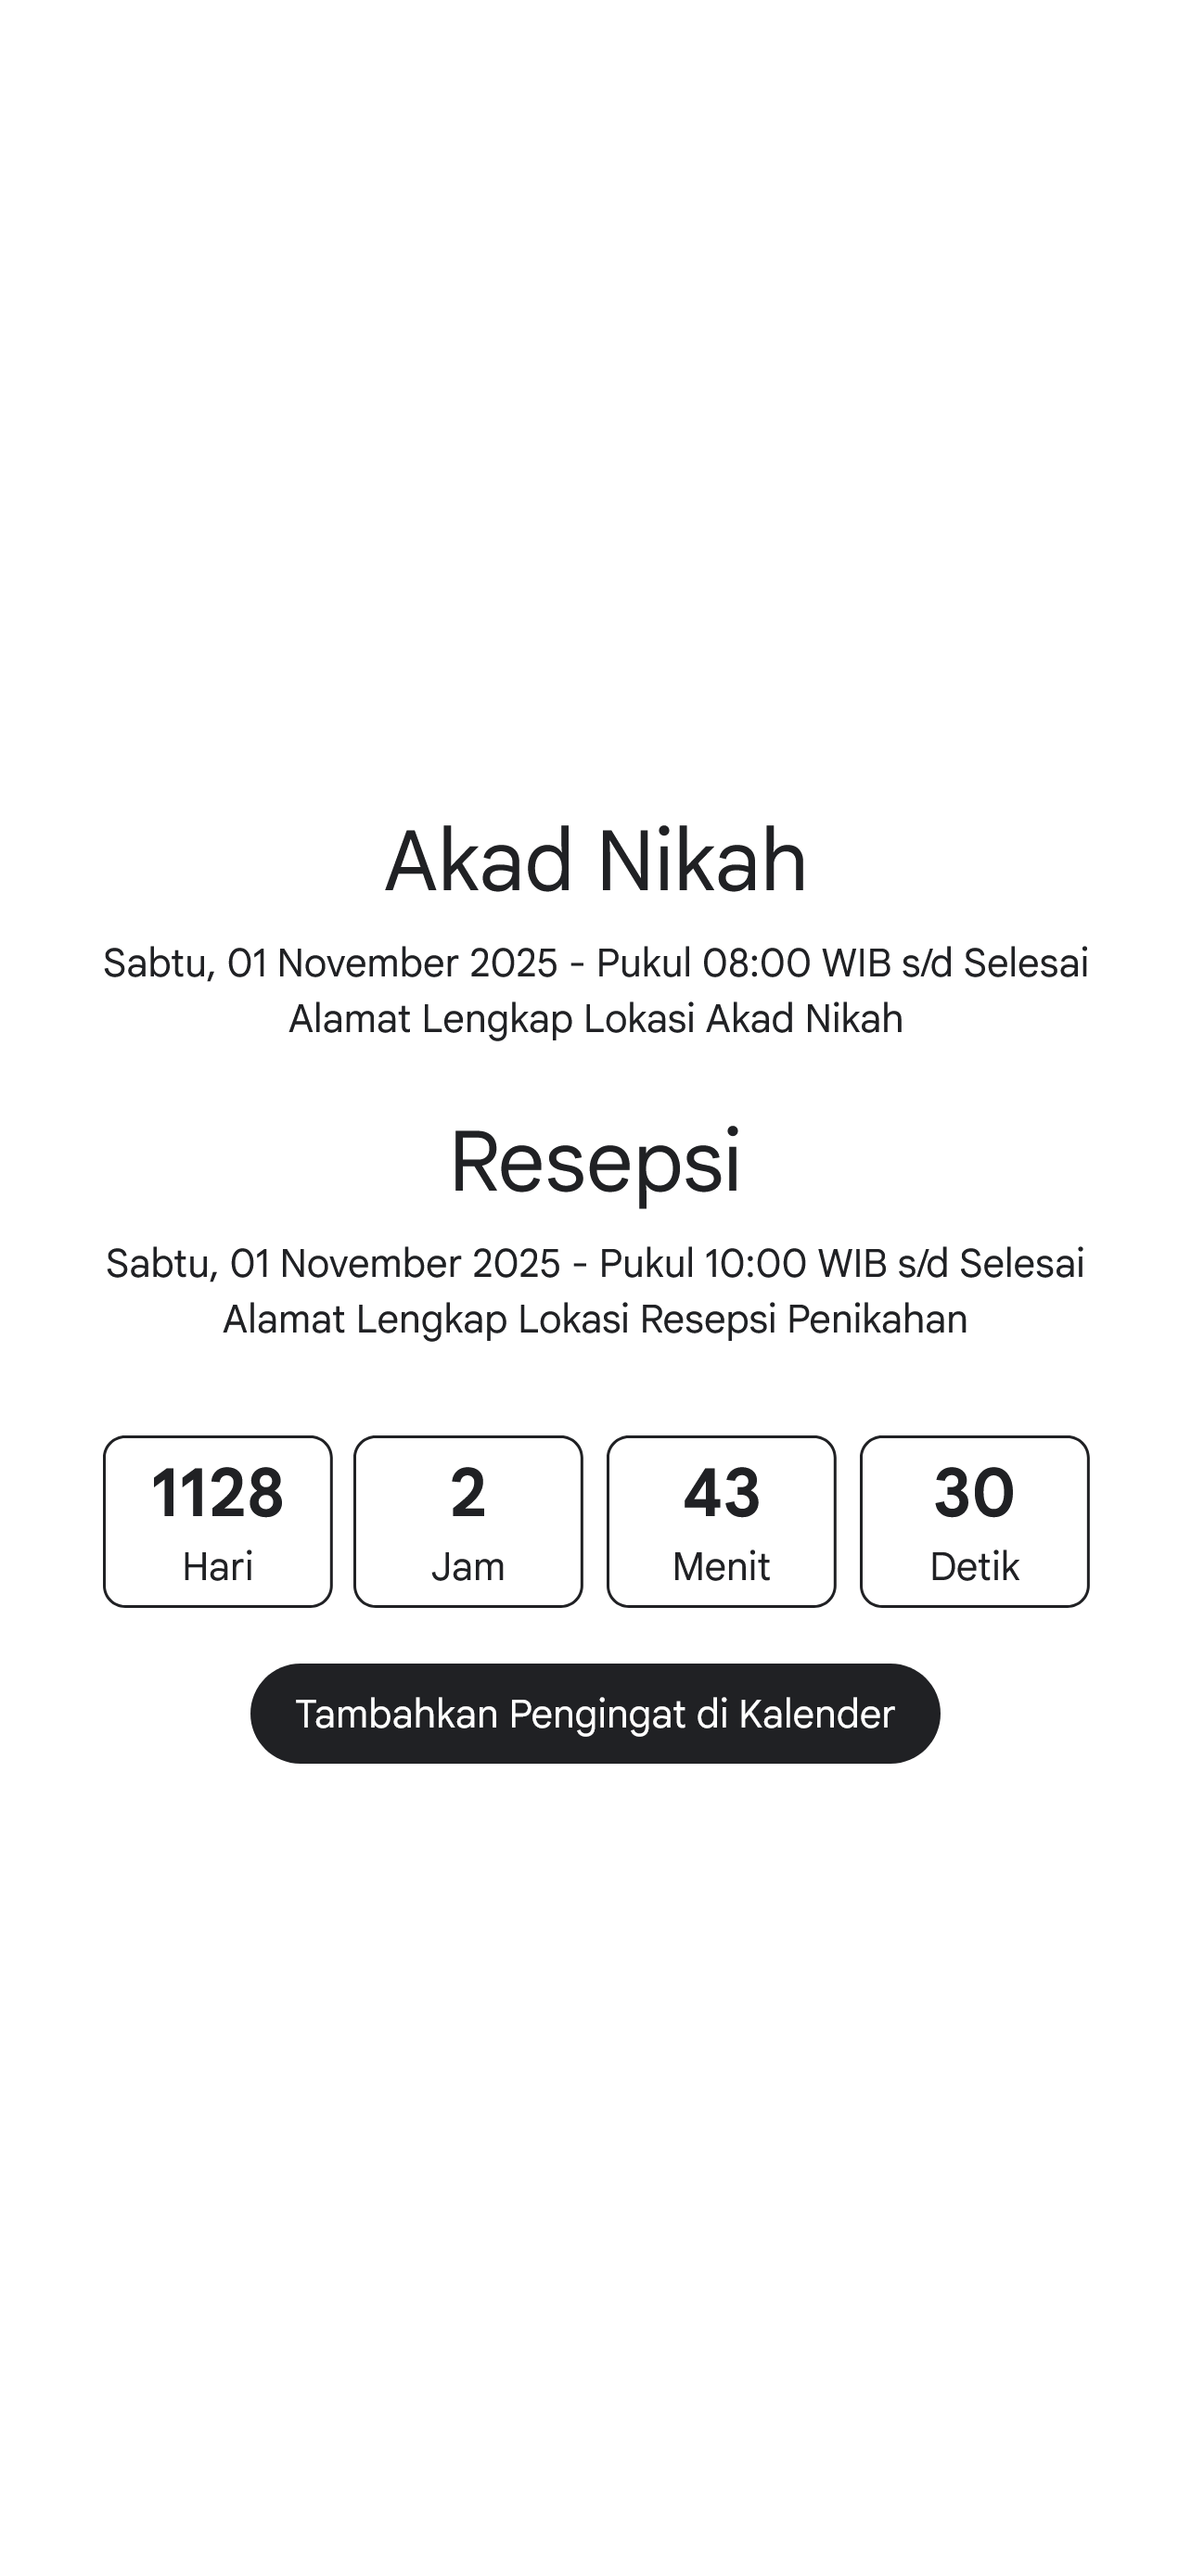 Akad Nikah
Sabtu, 01 November 2025 - Pukul 08:00 WIB s/d Selesai
Alamat Lengkap Lokasi Akad Nikah
Resepsi
Sabtu, 01 November 2025 - Pukul 10:00 WIB s/d Selesai
Alamat Lengkap Lokasi Resepsi Penikahan
1128 2 43 30
Hari Jam Menit Detik
Tambahkan Pengingat di Kalender